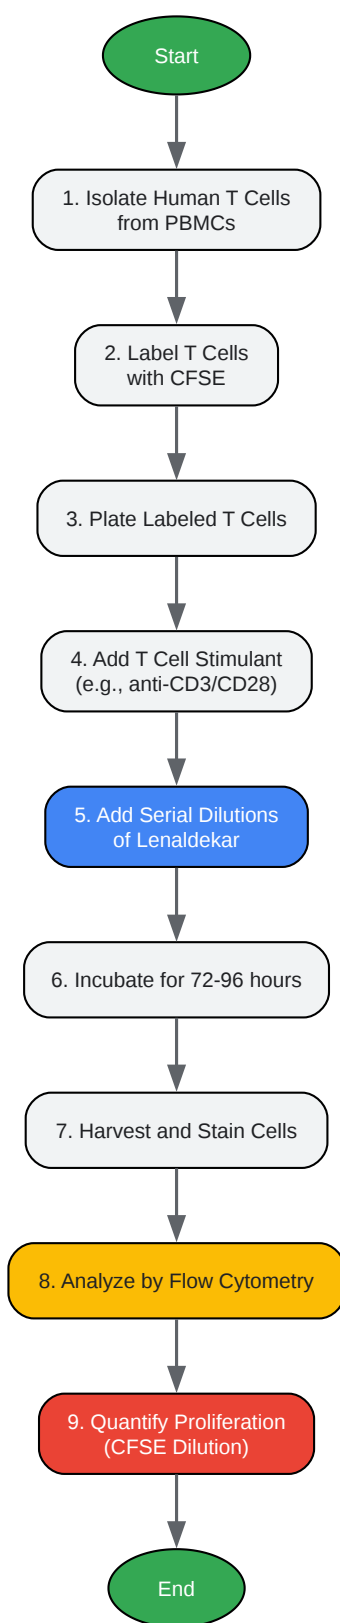 Start
1. Isolate Human T Cells
from PBMCs
2. Label T Cells
with CFSE
3. Plate Labeled T Cells
4. Add T Cell Stimulant
(e.g., anti-CD3/CD28)
5. Add Serial Dilutions
of Lenaldekar
6. Incubate for 72-96 hours
7. Harvest and Stain Cells
8. Analyze by Flow Cytometry
9. Quantify Proliferation
(CFSE Dilution)
End